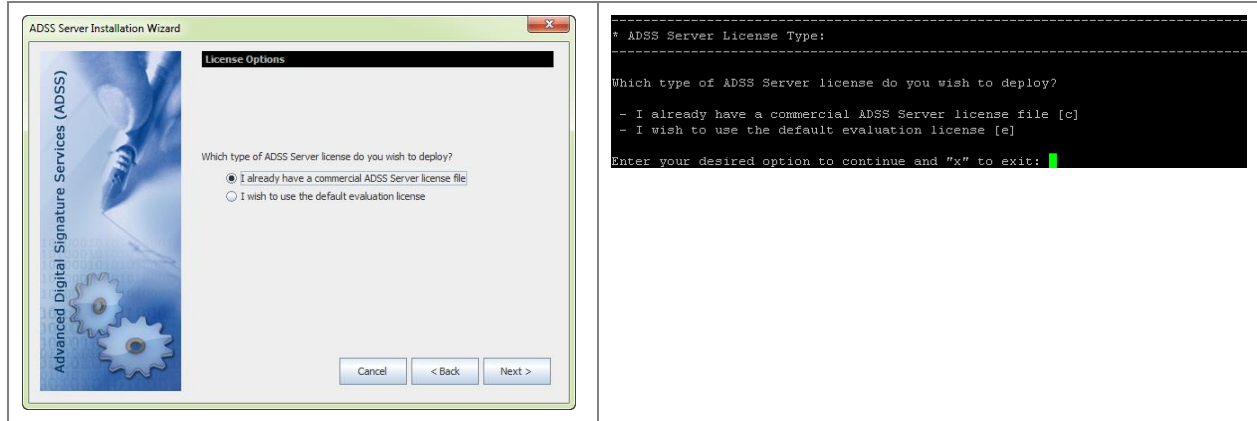 ADSS Server Installation Wizard
Advanced Digital Signature Services (ADSS)
License Options
Which type of ADSS Server license do you wish to deploy?
I already have a commercial ADSS Server license file
I wish to use the default evaluation license
Cancel
< Back
Next >
* ADSS Server License Type:
Which type of ADSS Server license do you wish to deploy?
- I already have a commercial ADSS Server license file [c]
- I wish to use the default evaluation license [e]
Enter your desired option to continue and "x" to exit: